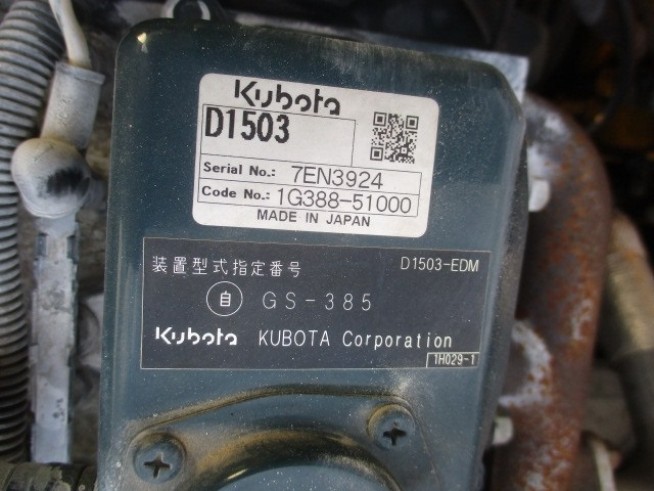 Kubota
D1503
Serial No.: 7EN3924
Code No.: 1G388-51000
MADE IN JAPAN
装置型式指定番号 D1503-EDM
自 GS-385
Kubota KUBOTA Corporation
1H029-1